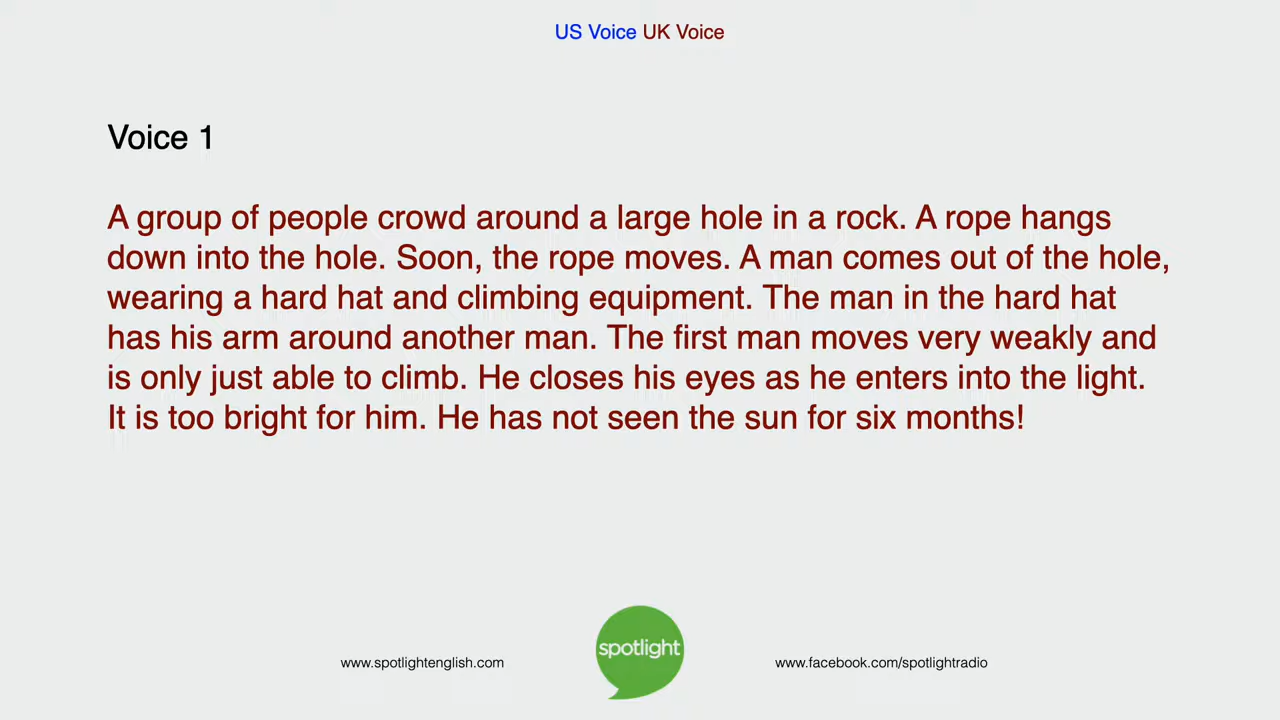 US Voice UK Voice
Voice 1
A group of people crowd around a large hole in a rock. A rope hangs
down into the hole. Soon, the rope moves. A man comes out of the hole,
wearing a hard hat and climbing equipment. The man in the hard hat
has his arm around another man. The first man moves very weakly and
is only just able to climb. He closes his eyes as he enters into the light.
It is too bright for him. He has not seen the sun for six months!
www.spotlightenglish.com
spotlight
www.facebook.com/spotlightradio